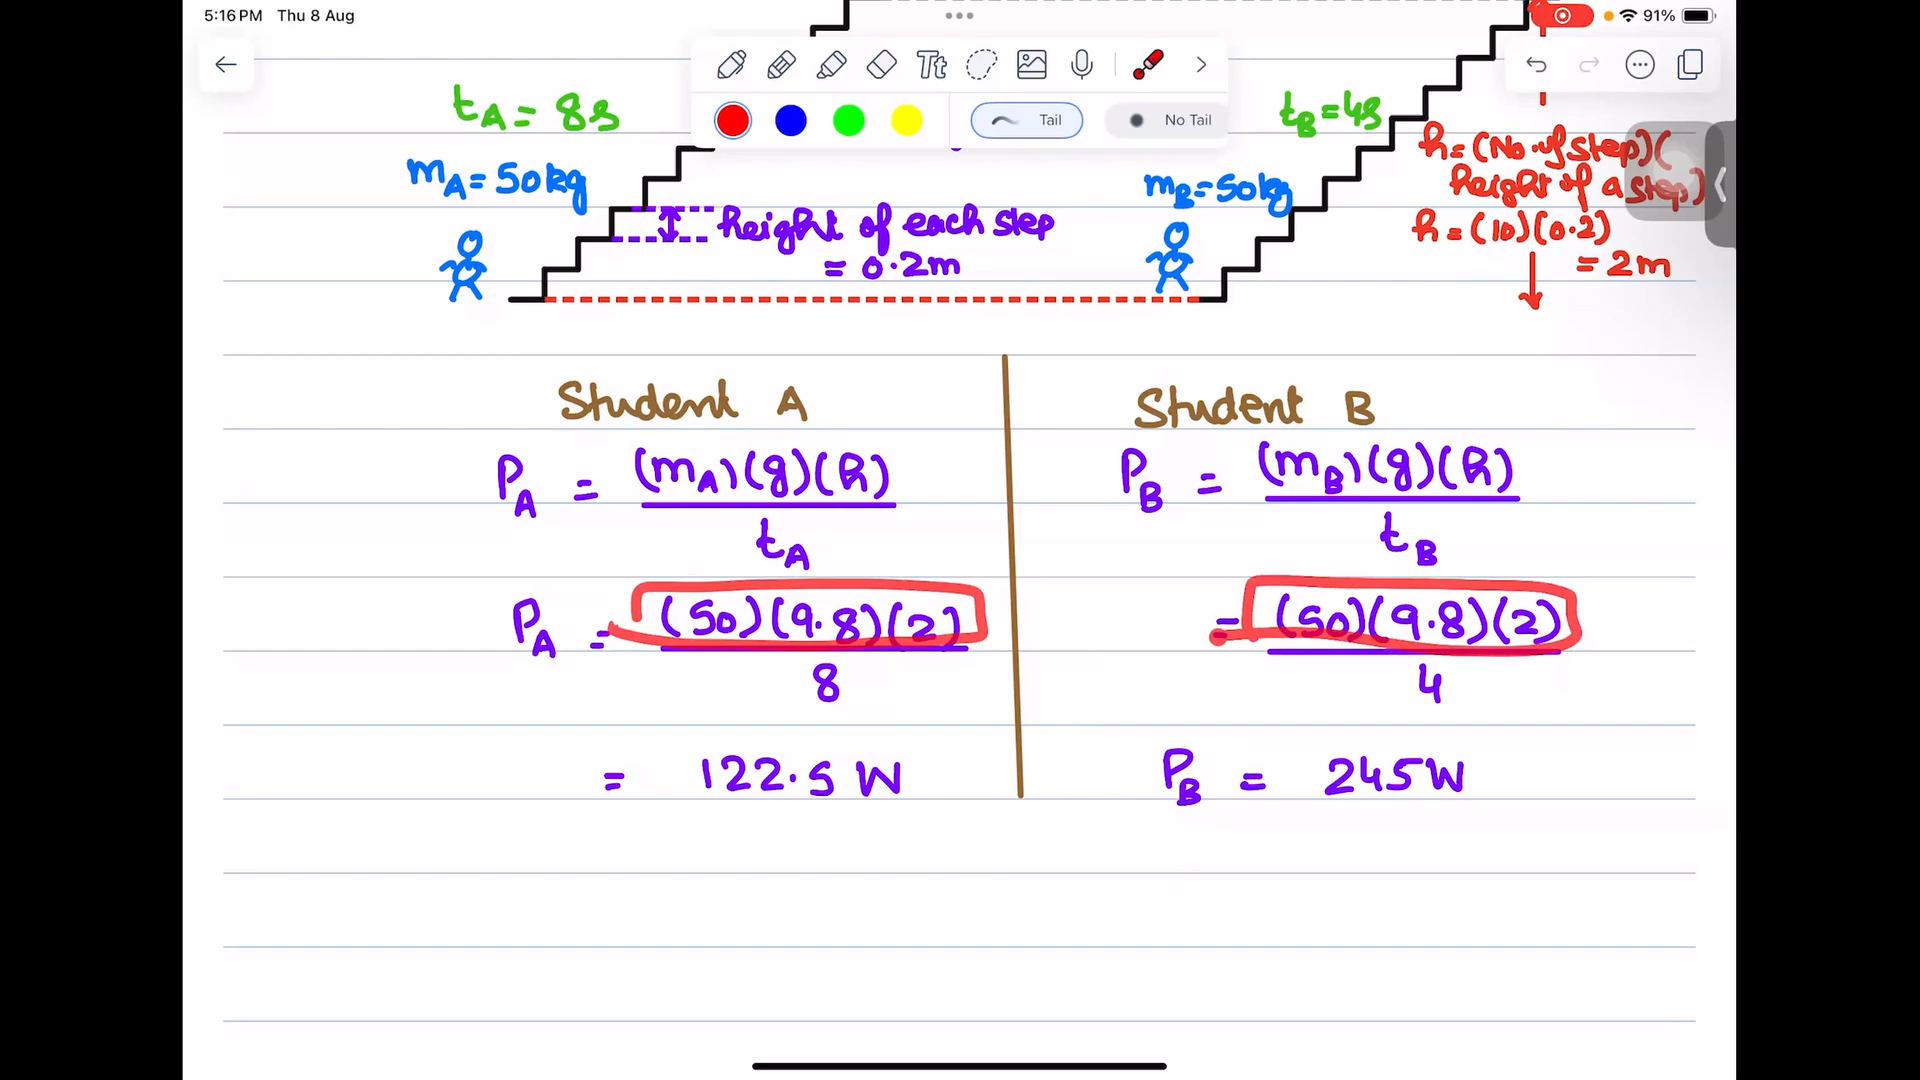 5:16 PM Thu 8 Aug
91%
Tt
Tail
No Tail
tA = 8s
tB = 4s
mA = 50kg
mB = 50kg
h = (No. of step)(
height of a step)
h = (10)(0.2)
= 2m
height of each step
= 0.2m
Student A
Student B
PA = (mA)(g)(h)
tA
PB = (mB)(g)(h)
tB
PA = (50)(9.8)(2)
8
= (50)(9.8)(2)
4
= 122.5 W
PB = 245W